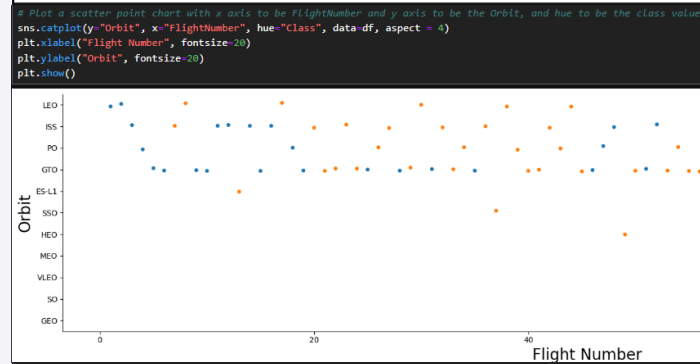 # Plot a scatter point chart with x axis to be FlightNumber and y axis to be the Orbit, and hue to be the class value
sns.catplot(y="Orbit", x="FlightNumber", hue="Class", data=df, aspect = 4)
plt.xlabel("Flight Number", fontsize=20)
plt.ylabel("Orbit", fontsize=20)
plt.show()
LEO
ISS
PO
GTO
ES-L1
SSO
HEO
MEO
VLEO
SO
GEO
Orbit
0
20
40
Flight Number